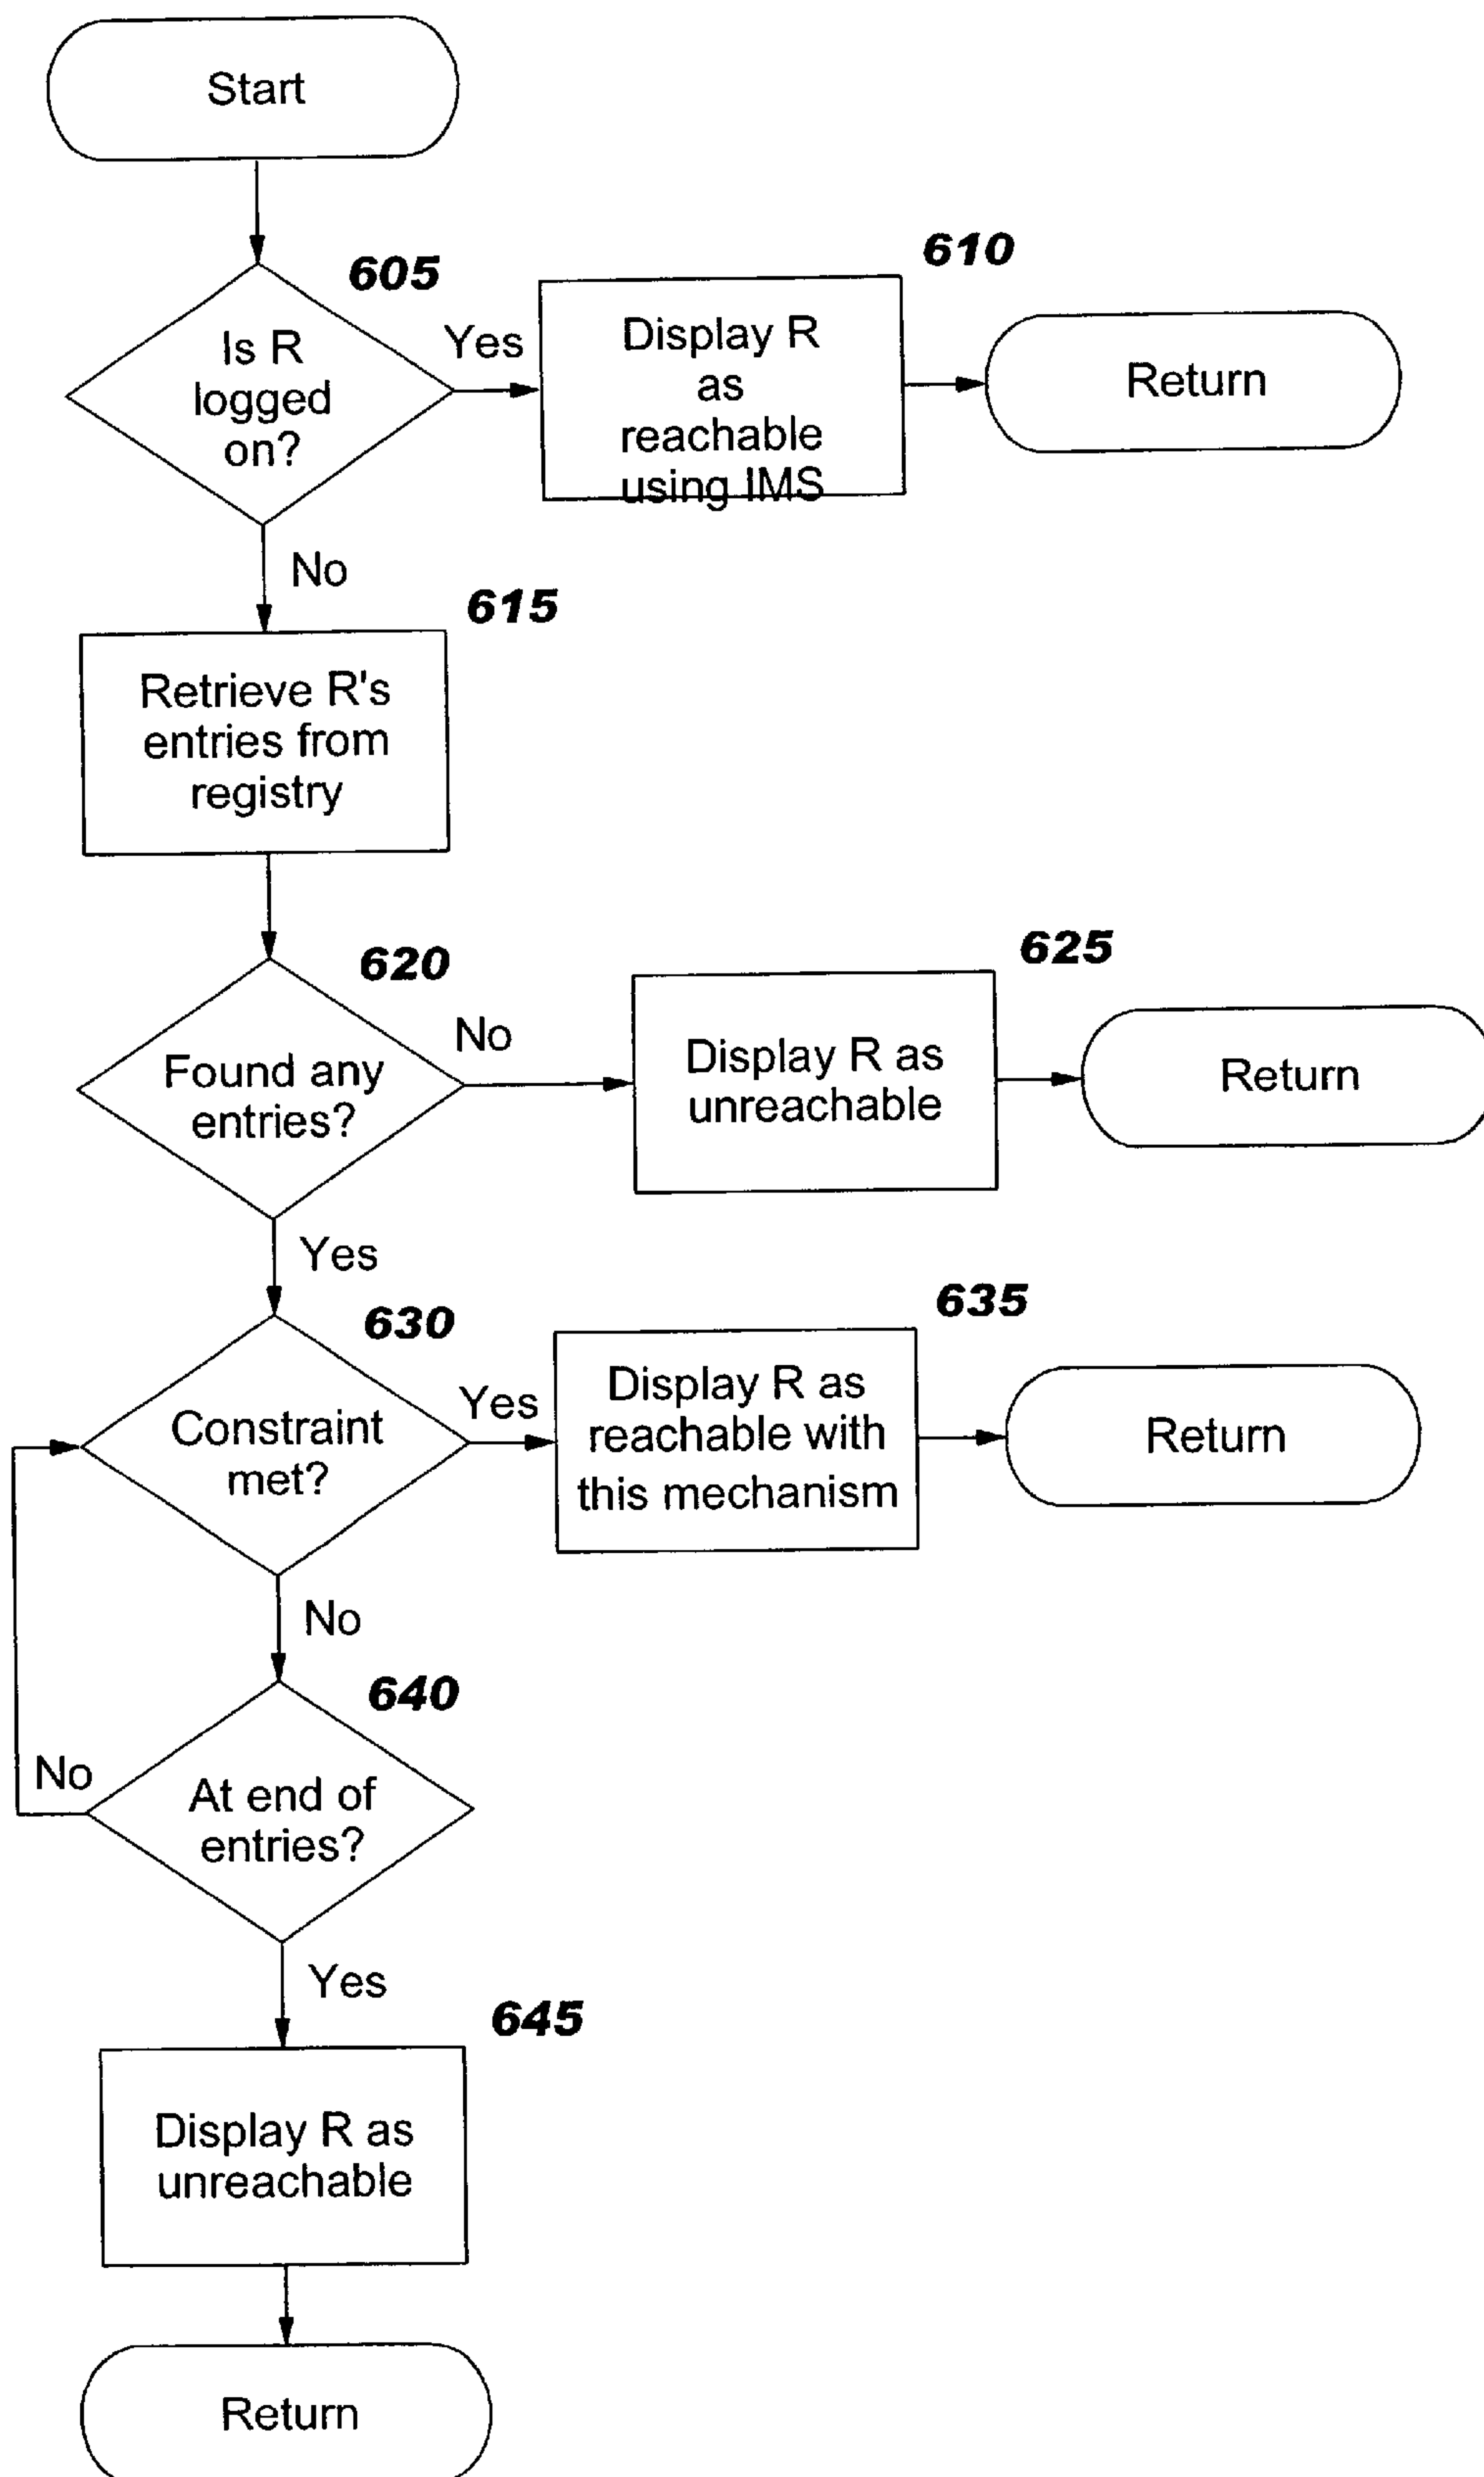 Start
605
Is R
logged
on?
Yes
610
Display R
as
reachable
using IMS
Return
No
615
Retrieve R's
entries from
registry
620
Found any
entries?
No
625
Display R as
unreachable
Return
Yes
630
Constraint
met?
Yes
635
Display R as
reachable with
this mechanism
Return
No
640
At end of
entries?
No
Yes
645
Display R as
unreachable
Return